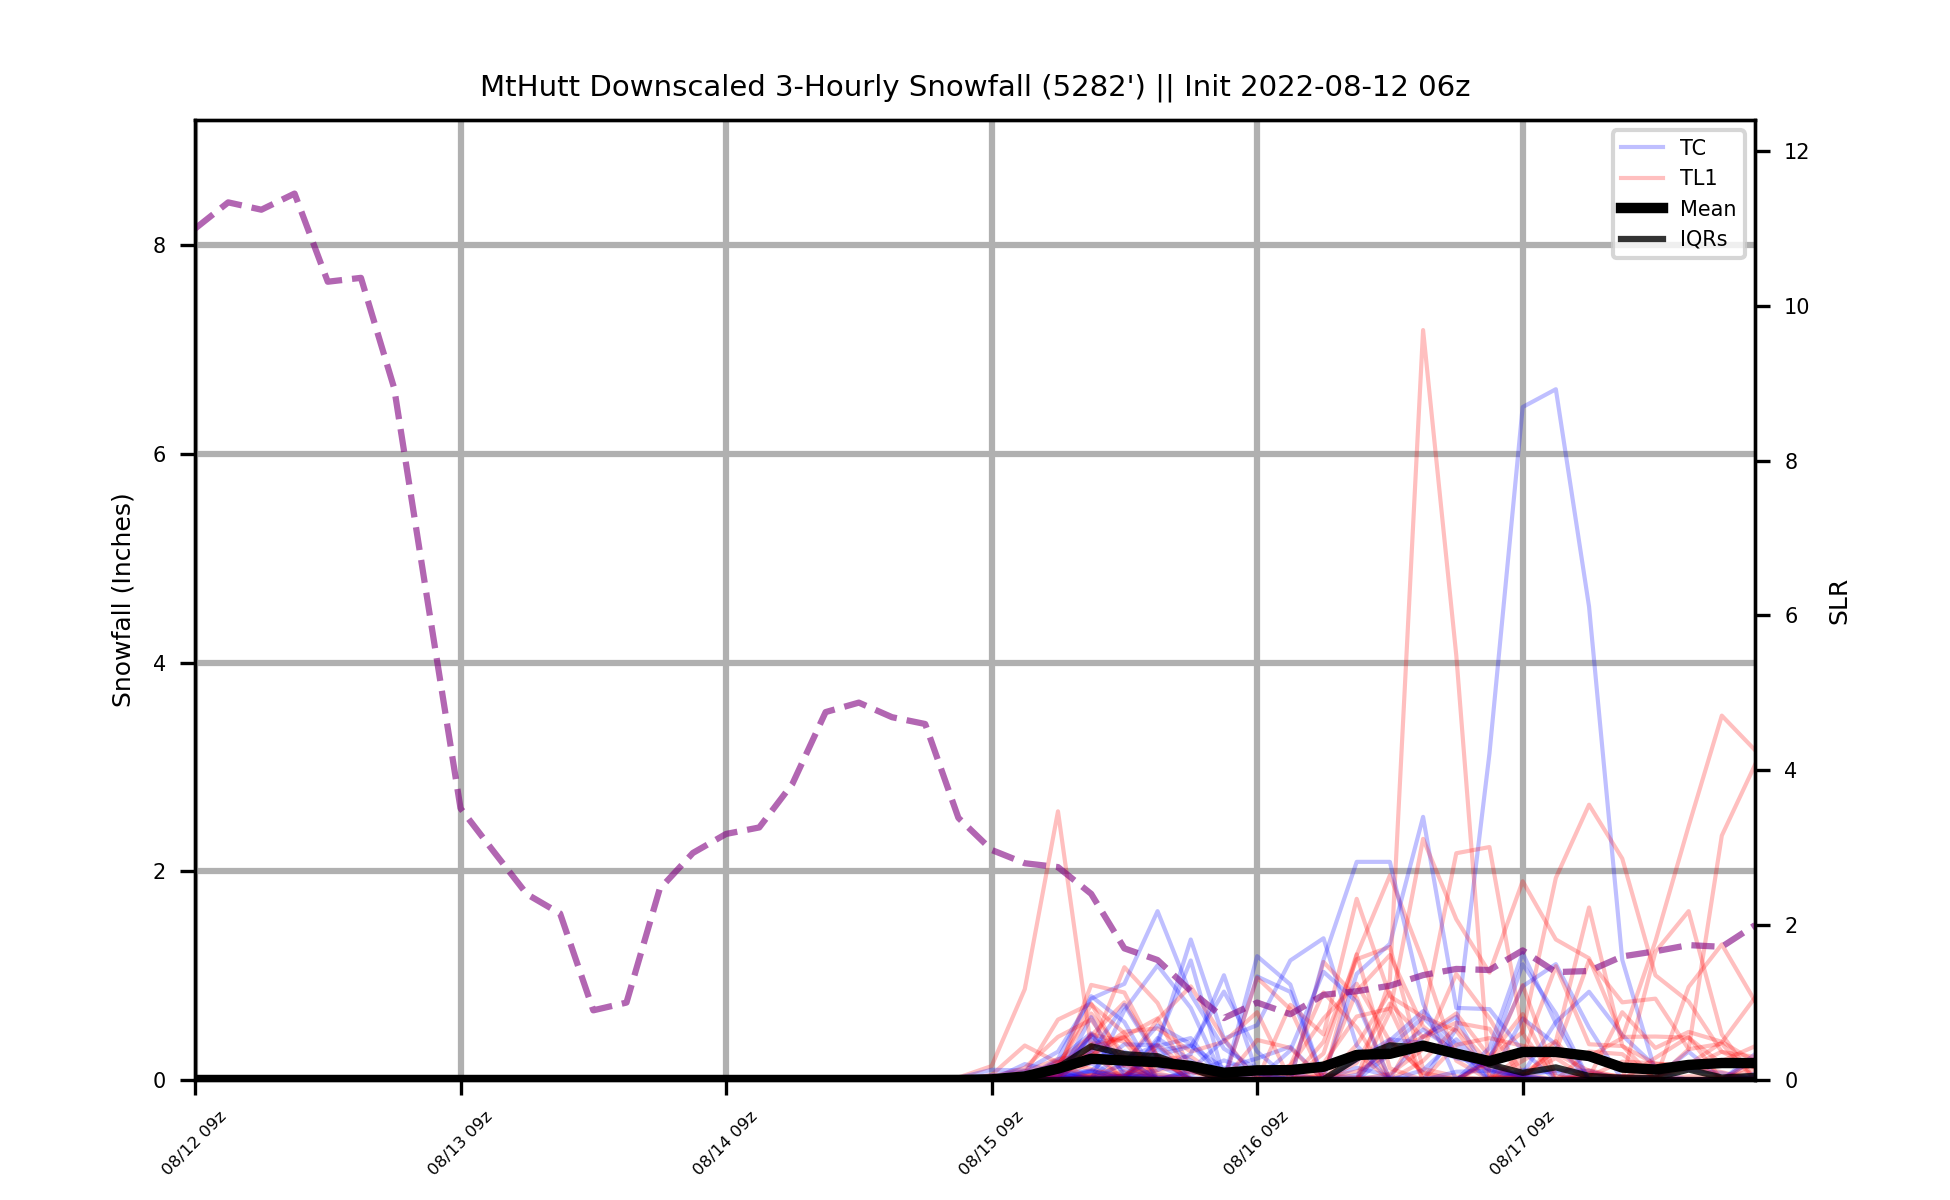 MtHutt Downscaled 3-Hourly Snowfall (5282') || Init 2022-08-12 06z
TC
TL1
Mean
IQRs
Snowfall (Inches)
8
6
4
2
0
12
10
8
6
4
2
0
SLR
08/12 09z
08/13 09z
08/14 09z
08/15 09z
08/16 09z
08/17 09z